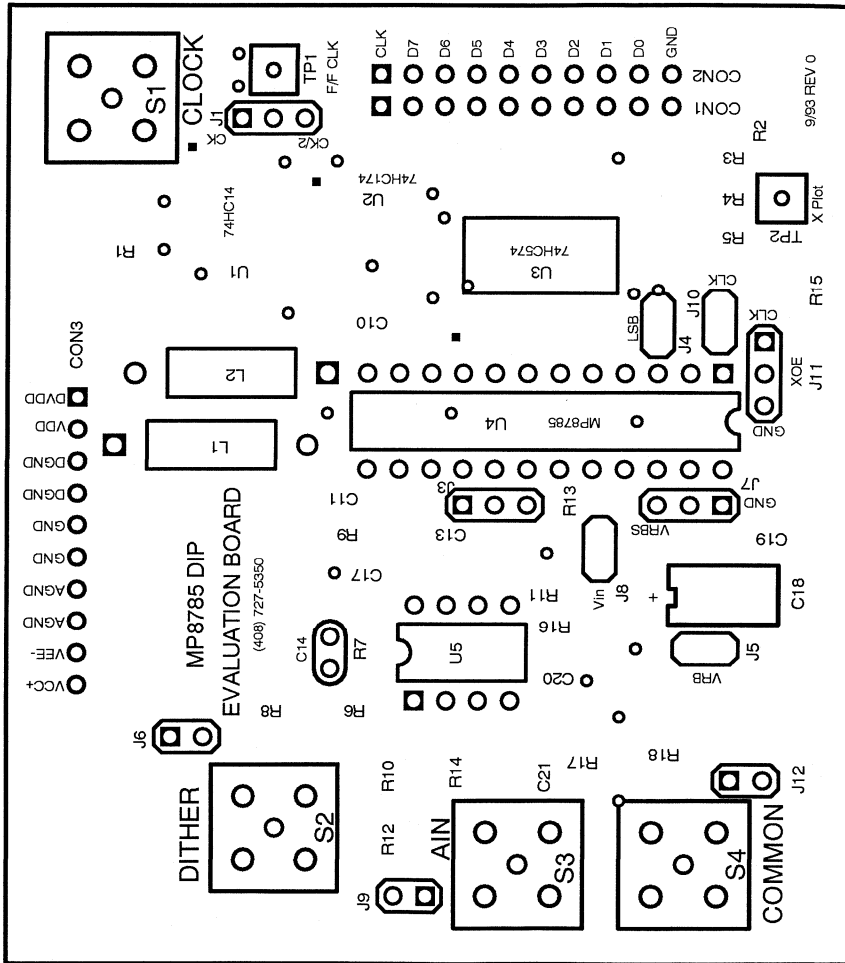 S1
CLOCK
J1
CK
CK/2
TP1
F/F CLK
CLK
D7
D6
D5
D4
D3
D2
D1
D0
GND
CON2
CON1
9/93 REV 0
R1
74HC14
U1
U2
74HC174
U3
74HC574
R2
R3
R4
R5
TP2
X Plot
R15
C10
LSB
J4
J10
CLK
CLK
XOE
J11
GND
CON3
DVDD
VDD
DGND
DGND
GND
GND
AGND
AGND
VEE-
VCC+
L2
L1
U4
MP8785
MP8785 DIP
EVALUATION BOARD
(408) 727-5350
C11
R9
C17
J3
C13
R13
J7
GND
VRBS
C19
Vin
J8
C18
+
J5
VRB
C14
R7
U5
R11
R16
C20
J6
R8
R6
DITHER
S2
R10
R12
R14
C21
R17
R18
J12
J9
AIN
S3
S4
COMMON